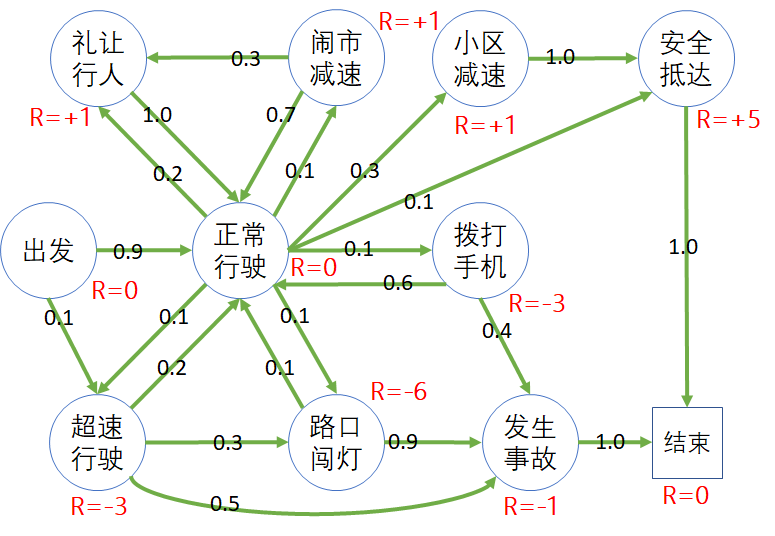 礼让
行人
R=+1
闹市
减速
R=+1
小区
减速
R=+1
安全
抵达
R=+5
0.3
1.0
1.0
0.7
0.2
0.1
0.3
0.1
出发
R=0
0.9
正常
行驶
R=0
0.1
0.6
拨打
手机
R=-3
1.0
0.1
0.1
0.1
0.4
0.2
0.1
超速
行驶
R=-3
0.3
路口
闯灯
R=-6
0.9
发生
事故
R=-1
1.0
结束
R=0
0.5